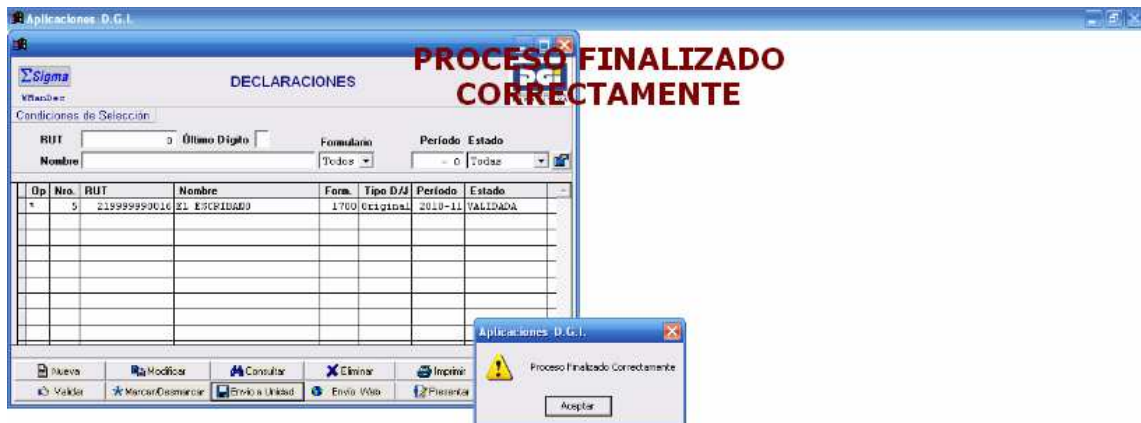 Aplicaciones D.G.I.
PROCESO FINALIZADO
CORRECTAMENTE
ΣSigma
DECLARACIONES
DGI
Condiciones de Selección
RUT 0 Último Dígito Formulario Período Estado
Nombre Todos - 0 Todas
Op Nro. RUT Nombre Form. Tipo D/J Período Estado
* 5 219999990016 EL ESCRIBANO 1700 Original 2010-11 VALIDADA
Aplicaciones D.G.I.
Proceso Finalizado Correctamente
Aceptar
Nueva Modificar Consultar Eliminar Imprimir
Validar Marcar/Desmarcar Envío a Unidad Envío Web Presentar